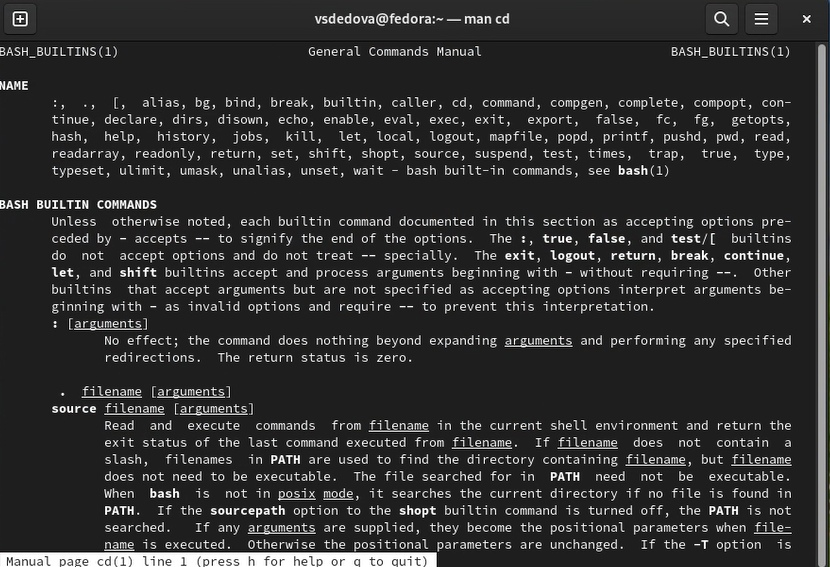 vsdedova@fedora:~ — man cd
BASH_BUILTINS(1) General Commands Manual BASH_BUILTINS(1)
NAME
:, ., [, alias, bg, bind, break, builtin, caller, cd, command, compgen, complete, compopt, con-
tinue, declare, dirs, disown, echo, enable, eval, exec, exit, export, false, fc, fg, getopts,
hash, help, history, jobs, kill, let, local, logout, mapfile, popd, printf, pushd, pwd, read,
readarray, readonly, return, set, shift, shopt, source, suspend, test, times, trap, true, type,
typeset, ulimit, umask, unalias, unset, wait - bash built-in commands, see bash(1)
BASH BUILTIN COMMANDS
Unless otherwise noted, each builtin command documented in this section as accepting options pre-
ceded by - accepts -- to signify the end of the options. The :, true, false, and test/[ builtins
do not accept options and do not treat -- specially. The exit, logout, return, break, continue,
let, and shift builtins accept and process arguments beginning with - without requiring --. Other
builtins that accept arguments but are not specified as accepting options interpret arguments be-
ginning with - as invalid options and require -- to prevent this interpretation.
: [arguments]
No effect; the command does nothing beyond expanding arguments and performing any specified
redirections. The return status is zero.
. filename [arguments]
source filename [arguments]
Read and execute commands from filename in the current shell environment and return the
exit status of the last command executed from filename. If filename does not contain a
slash, filenames in PATH are used to find the directory containing filename, but filename
does not need to be executable. The file searched for in PATH need not be executable.
When bash is not in posix mode, it searches the current directory if no file is found in
PATH. If the sourcepath option to the shopt builtin command is turned off, the PATH is not
searched. If any arguments are supplied, they become the positional parameters when file-
name is executed. Otherwise the positional parameters are unchanged. If the -T option is
Manual page cd(1) line 1 (press h for help or q to quit)